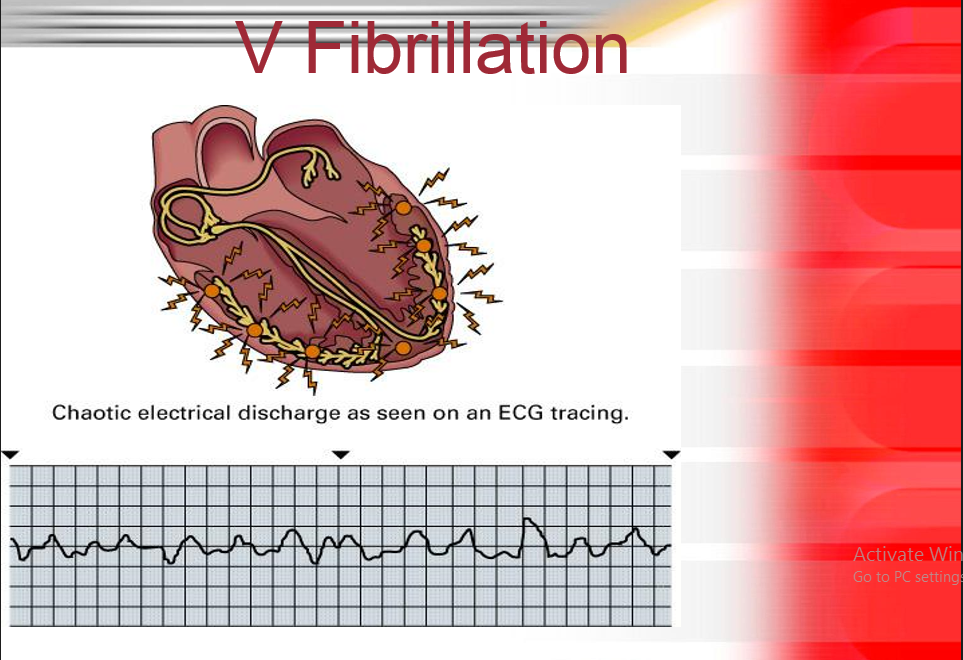 V Fibrillation
Chaotic electrical discharge as seen on an ECG tracing.
Activate Win
Go to PC settings